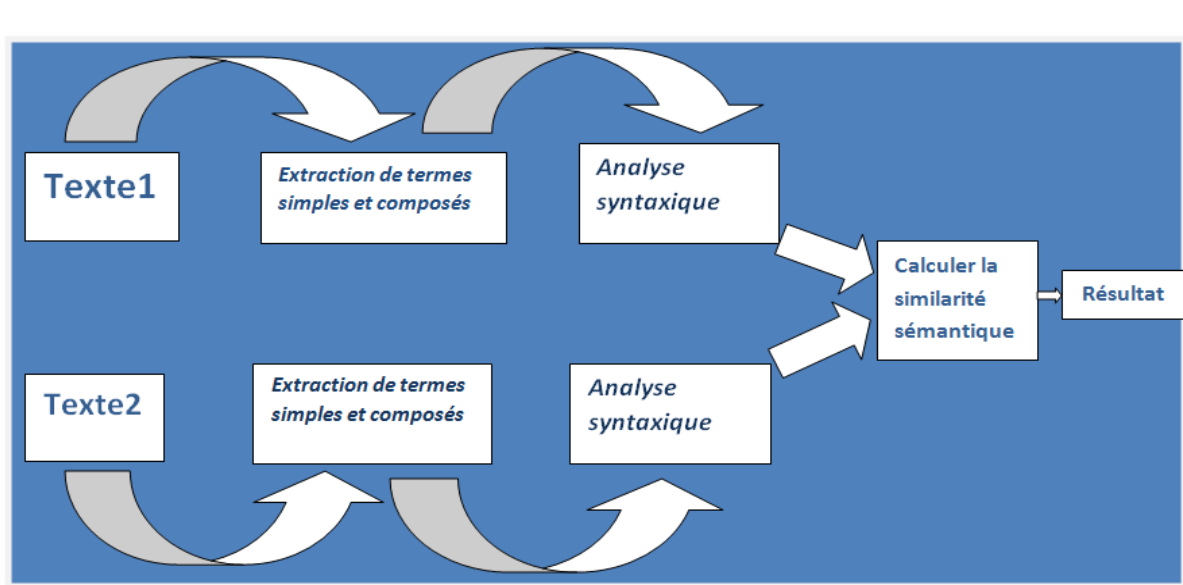 Texte1
Extraction de termes
simples et composés
Analyse
syntaxique
Calculer la
similarité
sémantique
Résultat
Texte2
Extraction de termes
simples et composés
Analyse
syntaxique